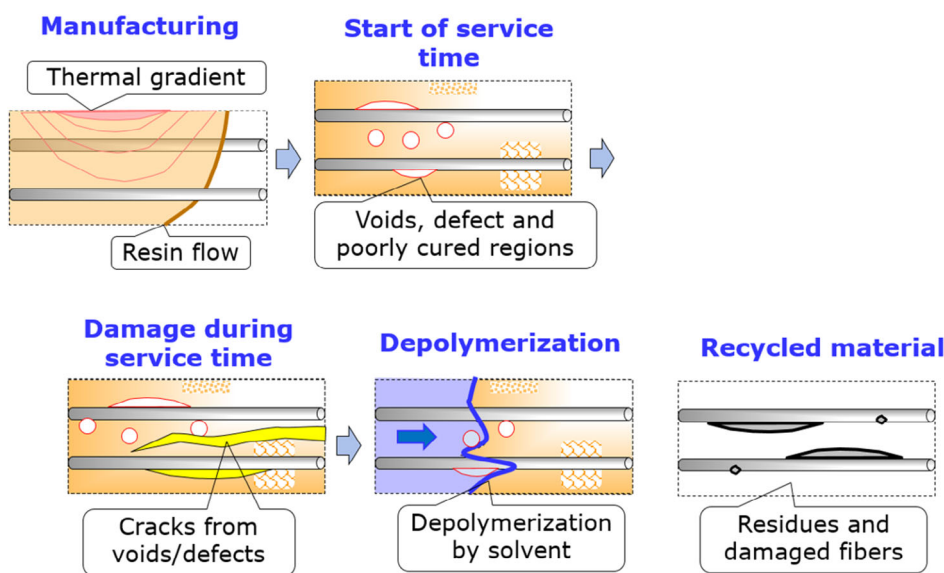 Manufacturing
Thermal gradient
Resin flow
Start of service
time
Voids, defect and
poorly cured regions
Damage during
service time
Cracks from
voids/defects
Depolymerization
Depolymerization
by solvent
Recycled material
Residues and
damaged fibers